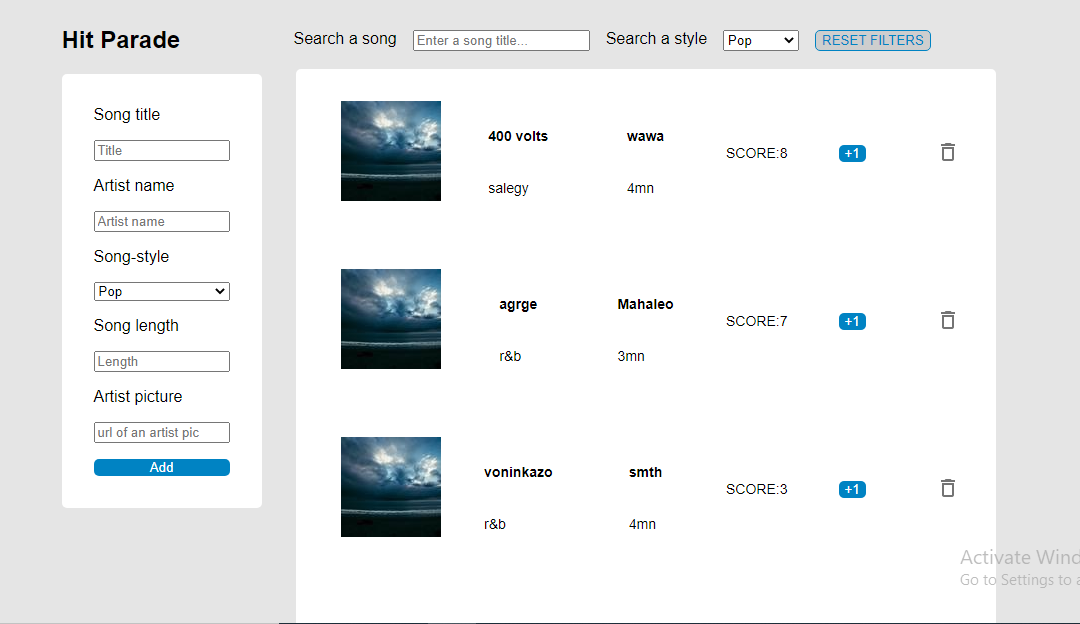 Hit Parade
Search a song
Enter a song title...
Search a style
Pop
RESET FILTERS
Song title
Title
Artist name
Artist name
Song-style
Pop
Song length
Length
Artist picture
url of an artist pic
Add
400 volts
wawa
salegy
4mn
SCORE:8
+1
agrge
Mahaleo
r&b
3mn
SCORE:7
+1
voninkazo
smth
r&b
4mn
SCORE:3
+1
Activate Wind
Go to Settings to a